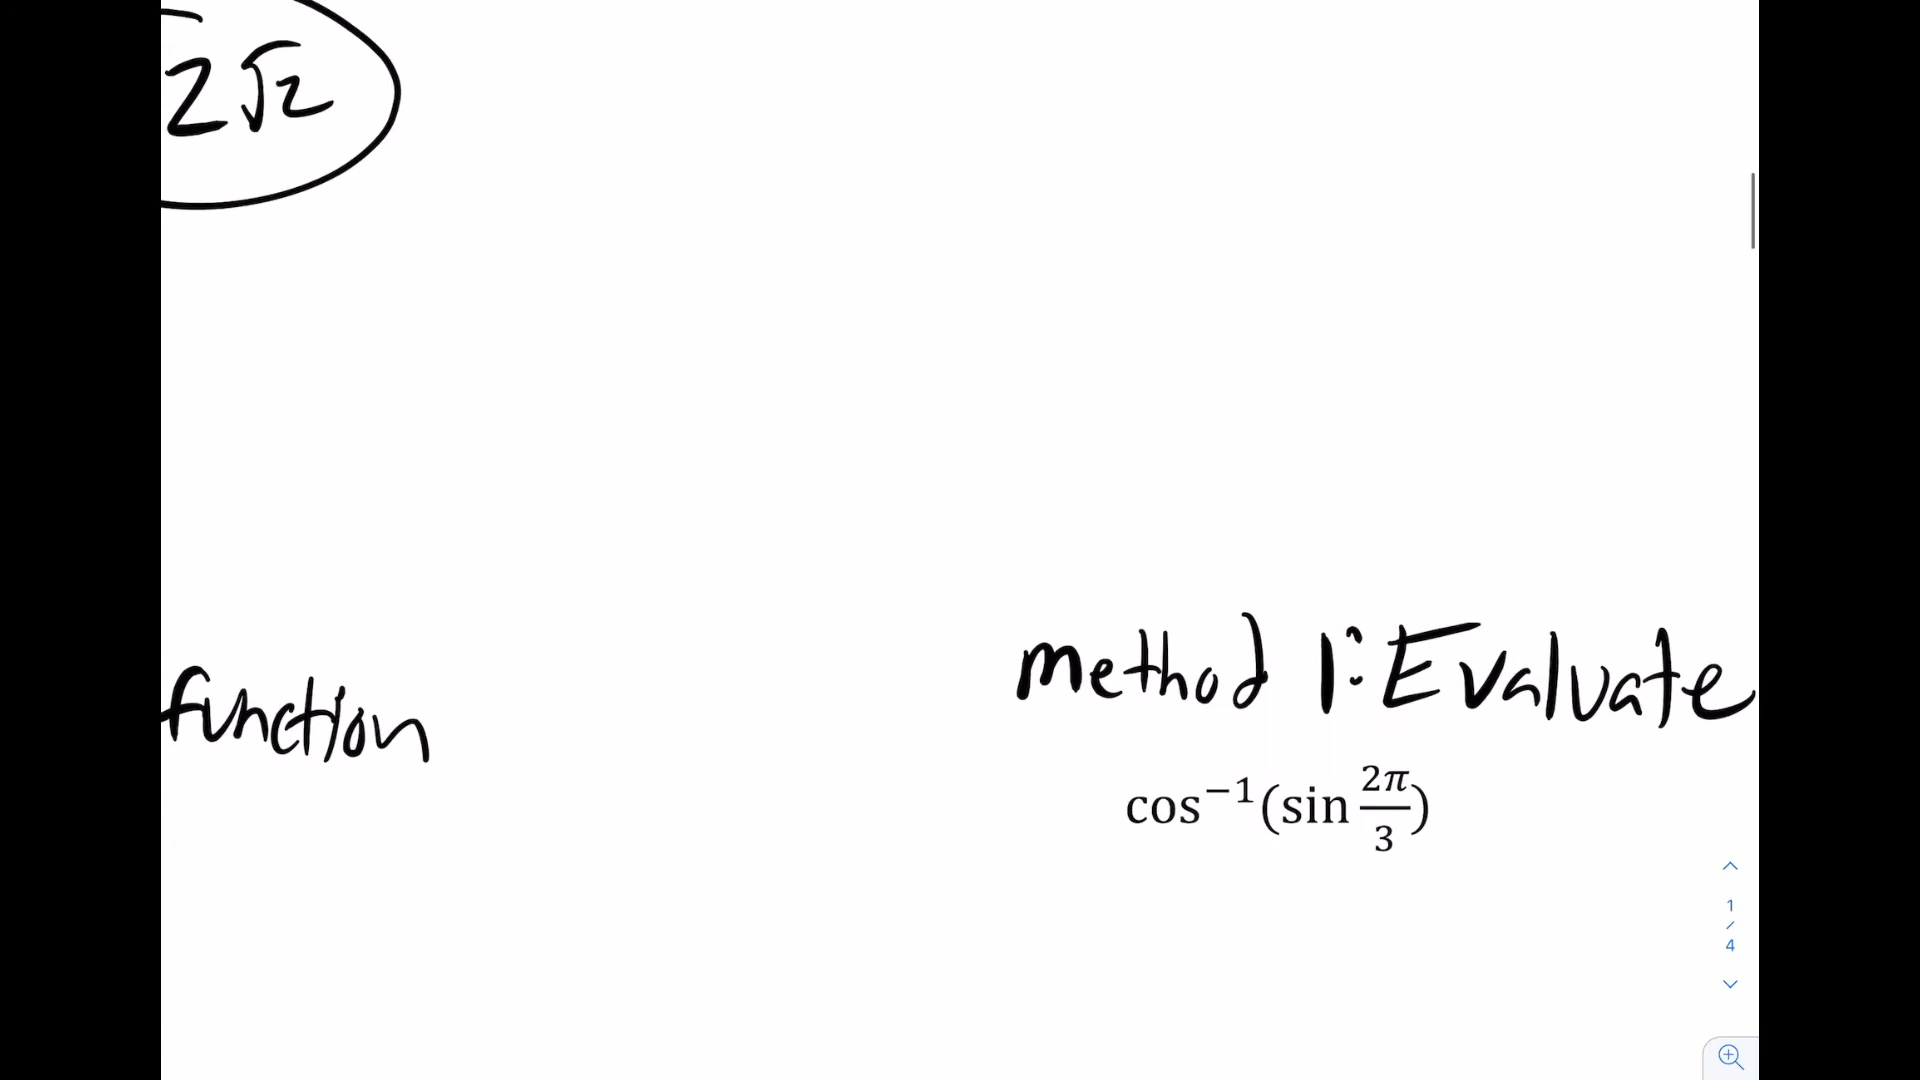 2√2
function
method 1: Evaluate
cos⁻¹(sin 2π/3)
1
/
4